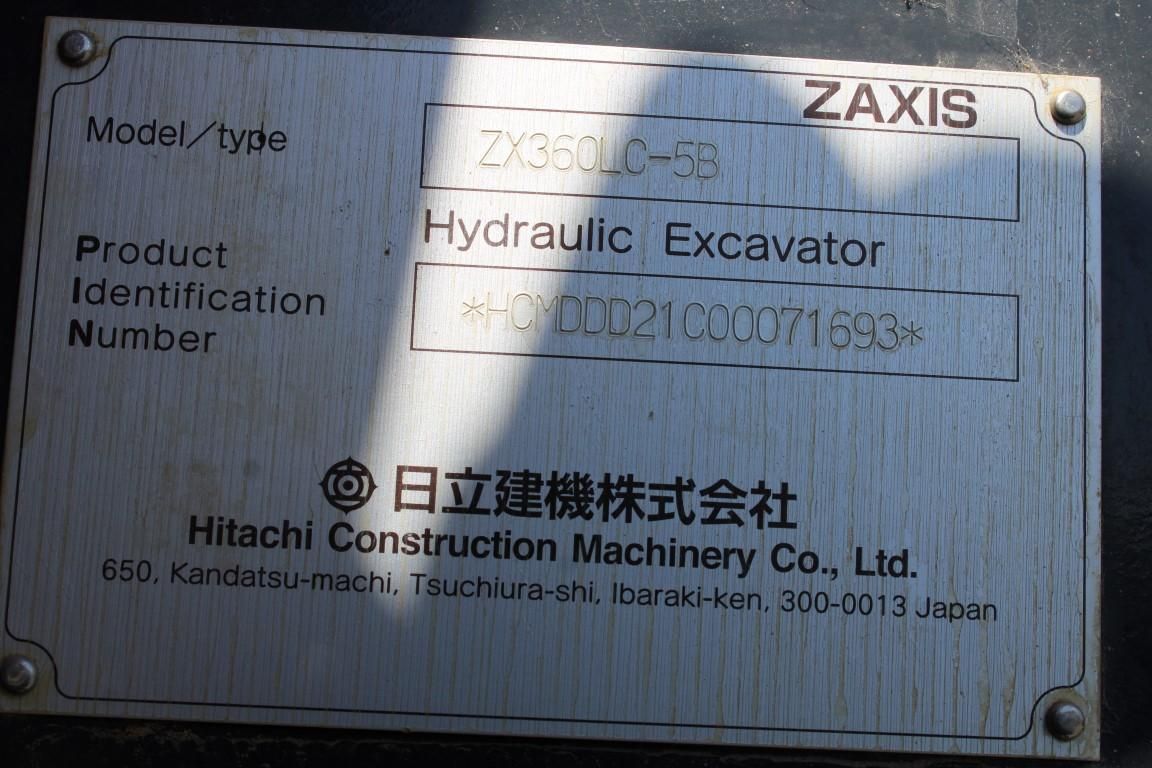 ZAXIS
Model/type ZX360LC-5B
Hydraulic Excavator
Product
Identification
Number
*HCMDDD21C00071693*
日立建機株式会社
Hitachi Construction Machinery Co., Ltd.
650, Kandatsu-machi, Tsuchiura-shi, Ibaraki-ken, 300-0013 Japan